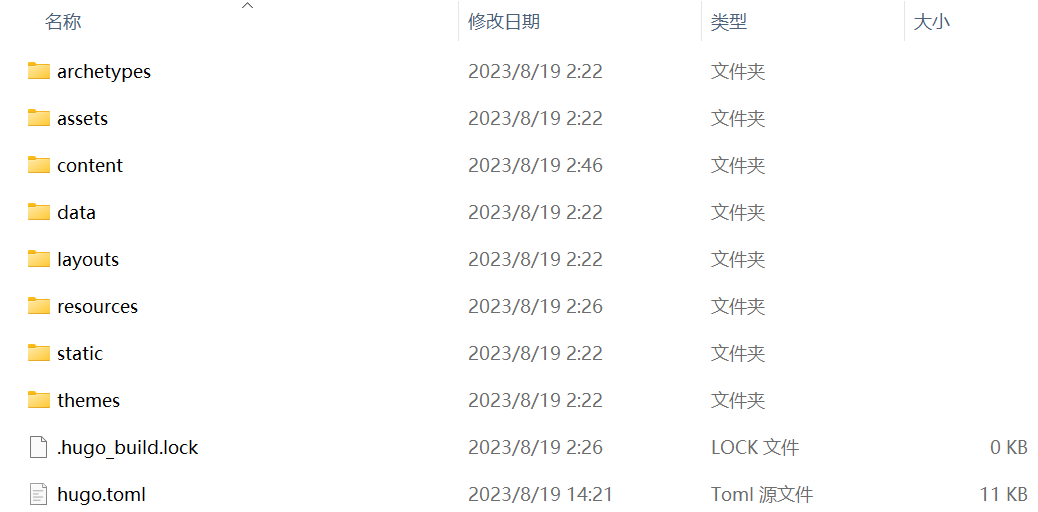 名称 修改日期 类型 大小
archetypes 2023/8/19 2:22 文件夹
assets 2023/8/19 2:22 文件夹
content 2023/8/19 2:46 文件夹
data 2023/8/19 2:22 文件夹
layouts 2023/8/19 2:22 文件夹
resources 2023/8/19 2:26 文件夹
static 2023/8/19 2:22 文件夹
themes 2023/8/19 2:22 文件夹
.hugo_build.lock 2023/8/19 2:26 LOCK 文件 0 KB
hugo.toml 2023/8/19 14:21 Toml 源文件 11 KB